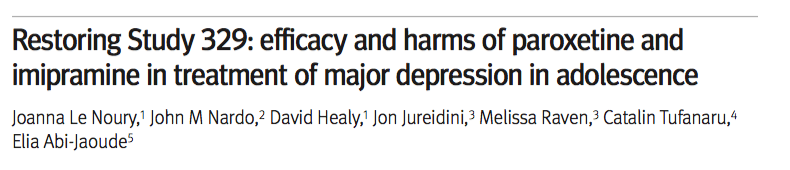 Restoring Study 329: efficacy and harms of paroxetine and
imipramine in treatment of major depression in adolescence
Joanna Le Noury,¹ John M Nardo,² David Healy,¹ Jon Jureidini,³ Melissa Raven,³ Catalin Tufanaru,⁴
Elia Abi-Jaoude⁵